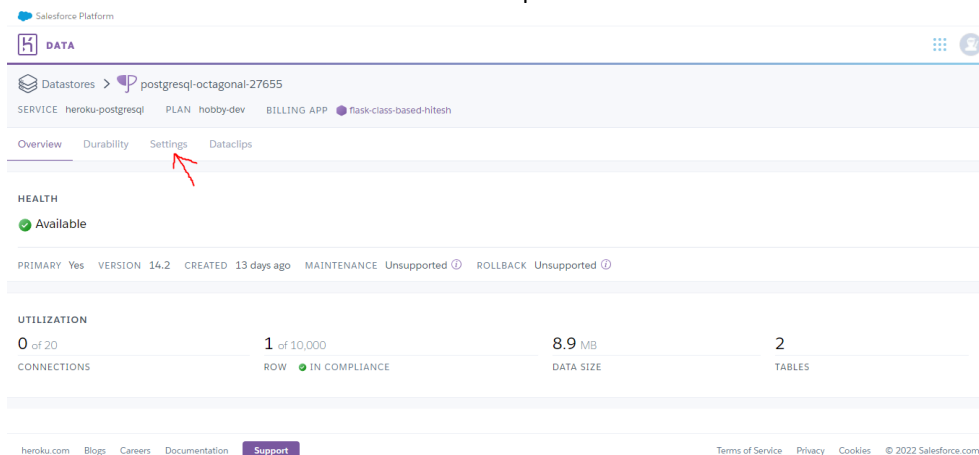 Salesforce Platform
DATA
Datastores > postgresql-octagonal-27655
SERVICE heroku-postgresql PLAN hobby-dev BILLING APP flask-class-based-hitesh
Overview Durability Settings Dataclips
HEALTH
Available
PRIMARY Yes VERSION 14.2 CREATED 13 days ago MAINTENANCE Unsupported ROLLBACK Unsupported
UTILIZATION
0 of 20 1 of 10,000 8.9 MB 2
CONNECTIONS ROW IN COMPLIANCE DATA SIZE TABLES
heroku.com Blogs Careers Documentation Support Terms of Service Privacy Cookies © 2022 Salesforce.com